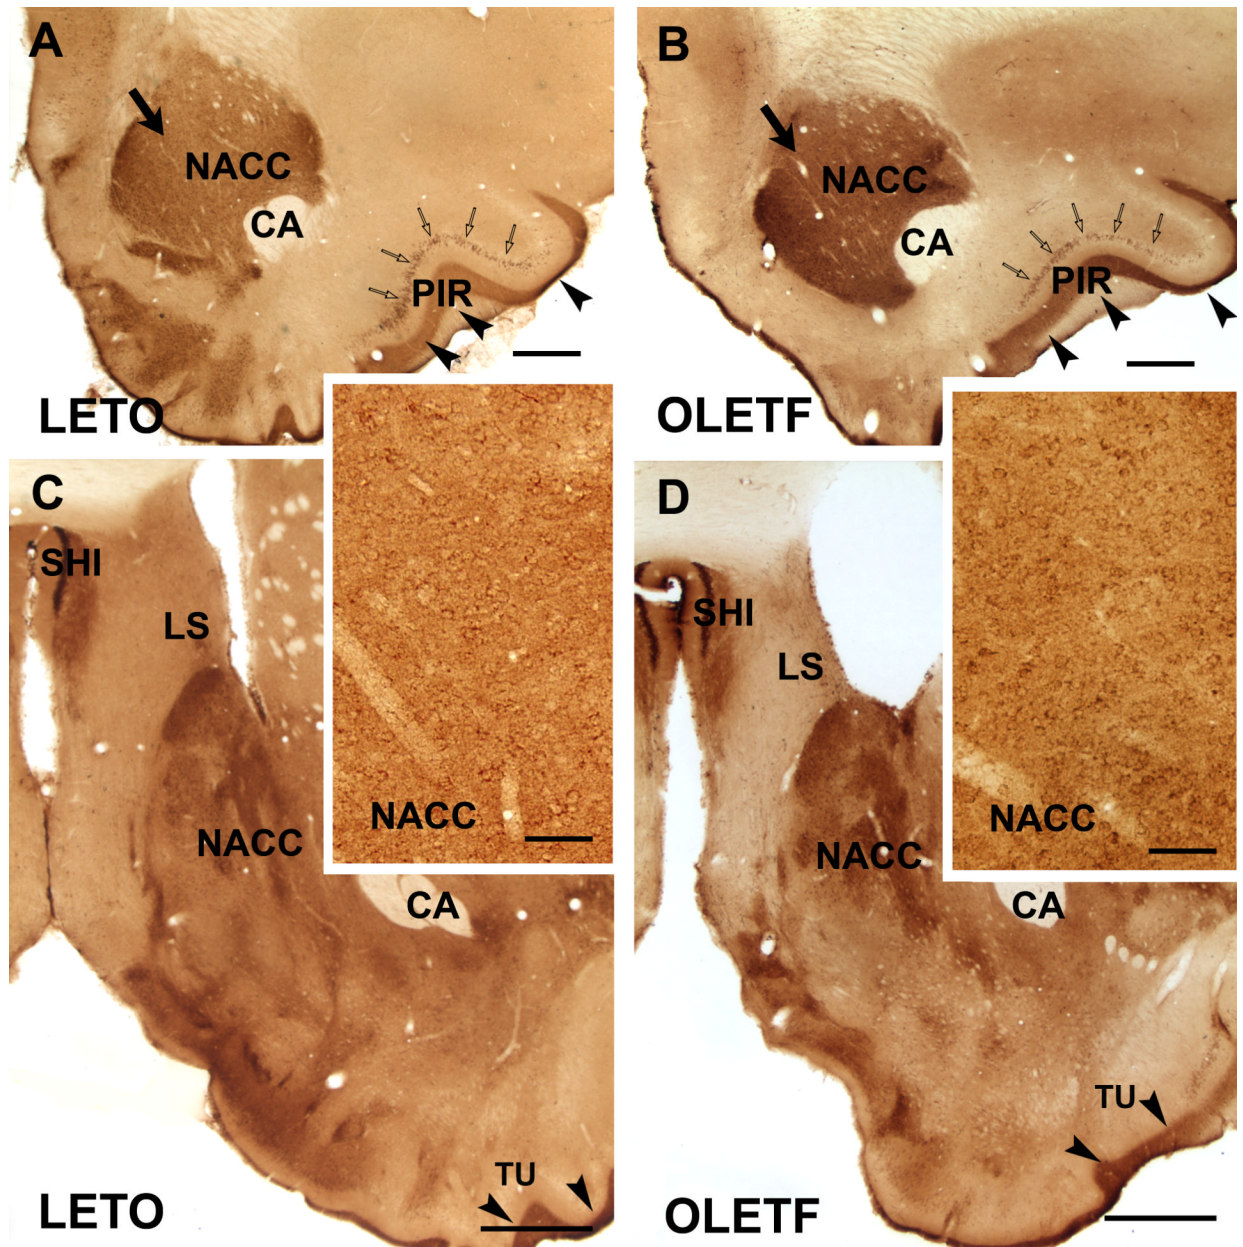 A
NACC
CA
PIR
LETO
B
NACC
CA
PIR
OLETF
C
SHI
LS
NACC
CA
TU
LETO
NACC
D
SHI
LS
NACC
CA
TU
OLETF
NACC